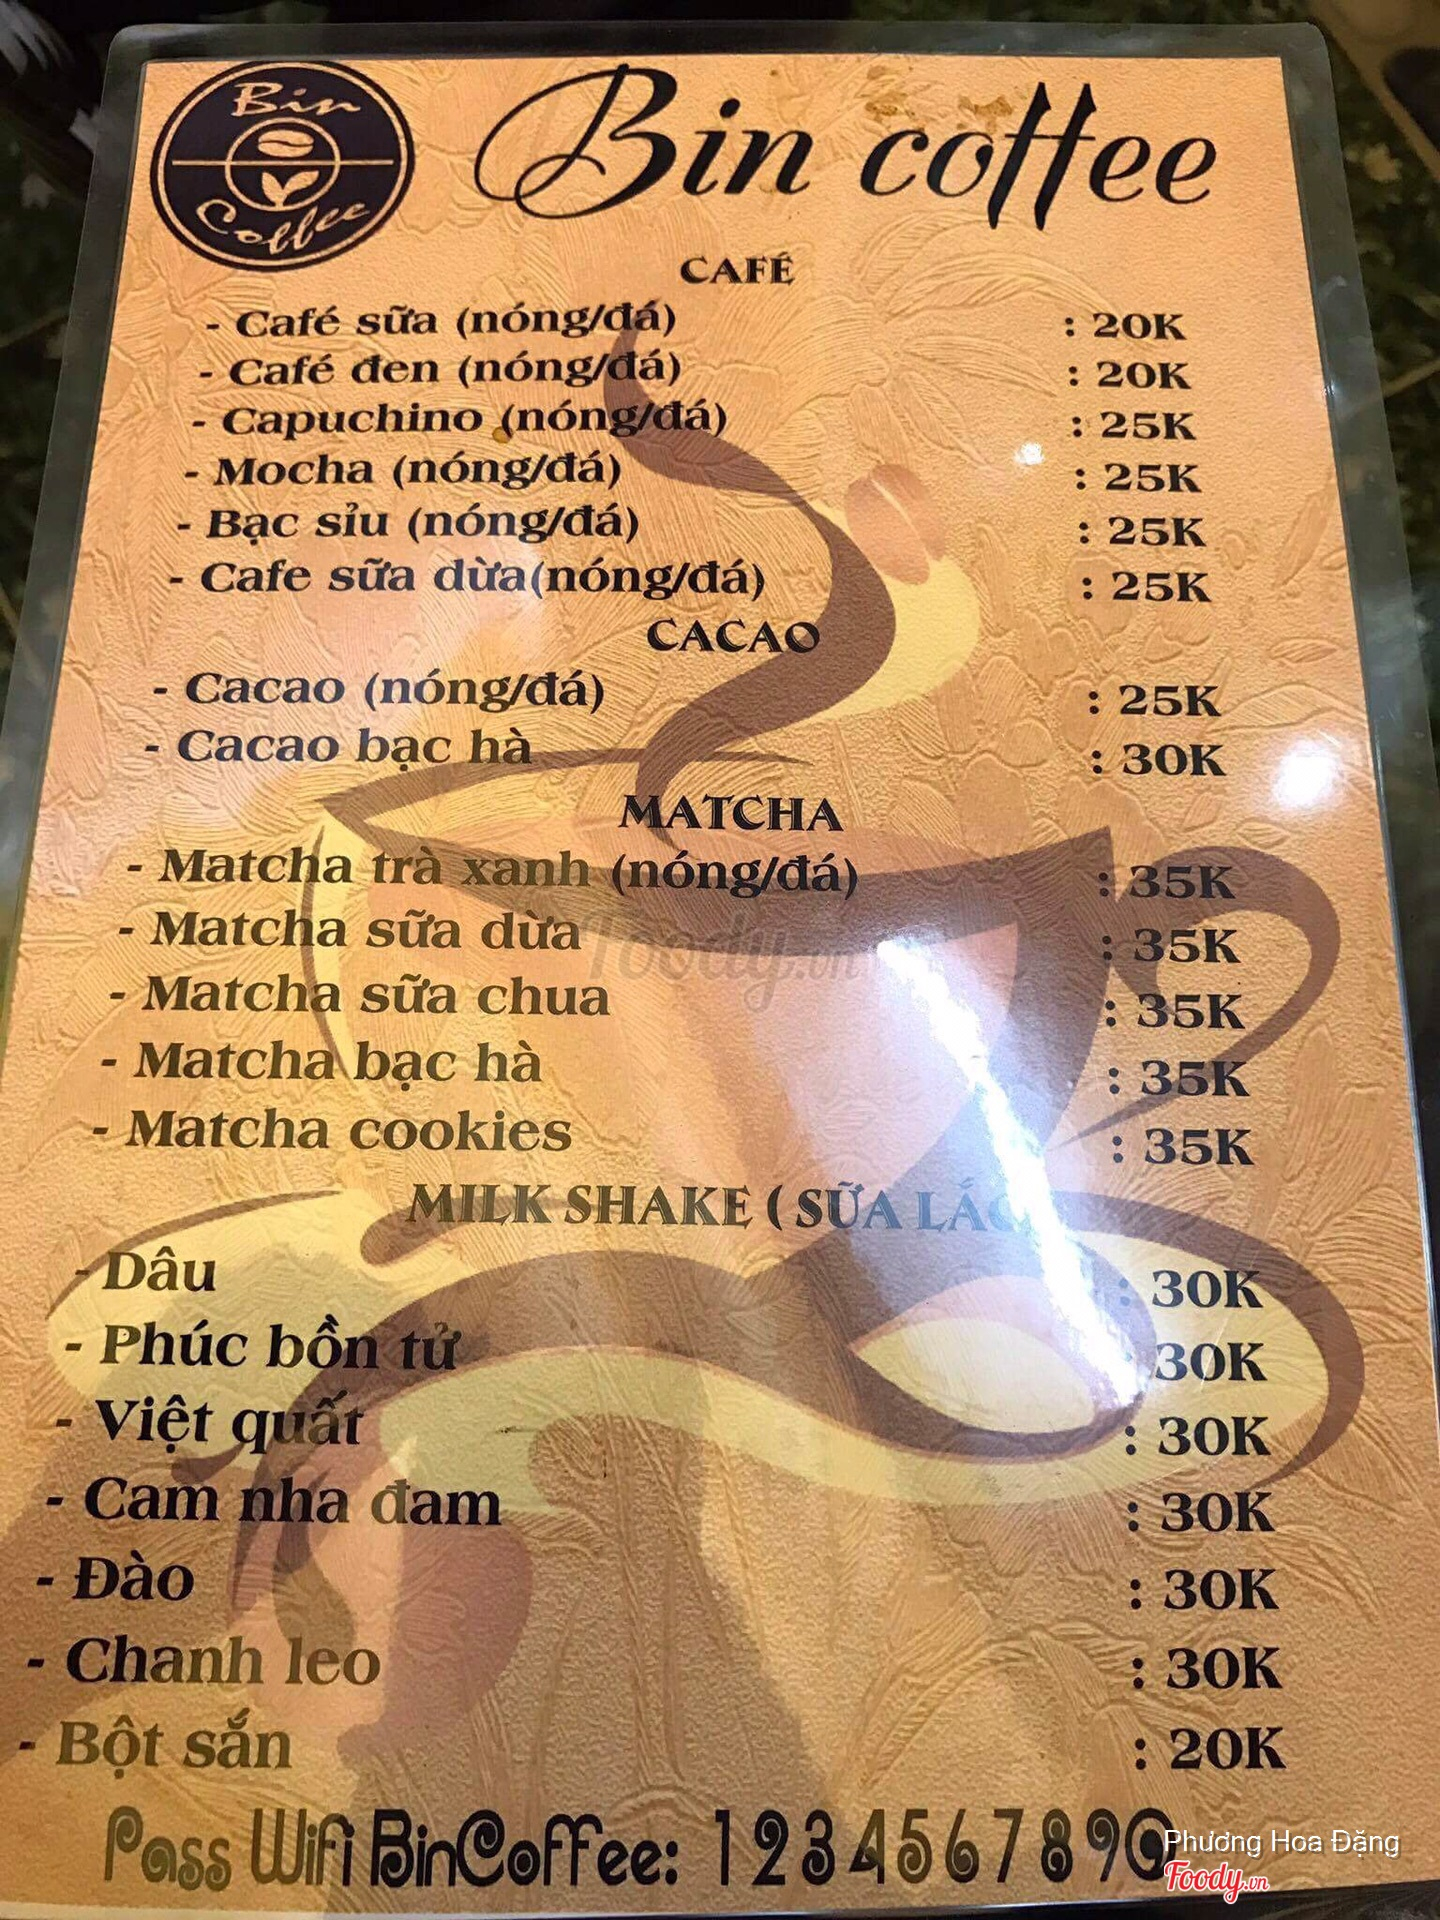 Bin
Coffee
Bin coffee
CAFÉ
- Café sữa (nóng/đá) : 20K
- Café đen (nóng/đá) : 20K
- Capuchino (nóng/đá) : 25K
- Mocha (nóng/đá) : 25K
- Bạc sỉu (nóng/đá) : 25K
- Cafe sữa dừa(nóng/đá) : 25K
CACAO
- Cacao (nóng/đá) : 25K
- Cacao bạc hà : 30K
MATCHA
- Matcha trà xanh (nóng/đá) : 35K
- Matcha sữa dừa : 35K
Foody.vn
- Matcha sữa chua : 35K
- Matcha bạc hà : 35K
- Matcha cookies : 35K
MILK SHAKE ( SỮA LẮC
- Dâu : 30K
- Phúc bồn tử : 30K
- Việt quất : 30K
- Cam nha đam : 30K
- Đào : 30K
- Chanh leo : 30K
- Bột sắn : 20K
Pass Wifi BinCoffee: 1234567890
Phương Hoa Đặng
Foody.vn